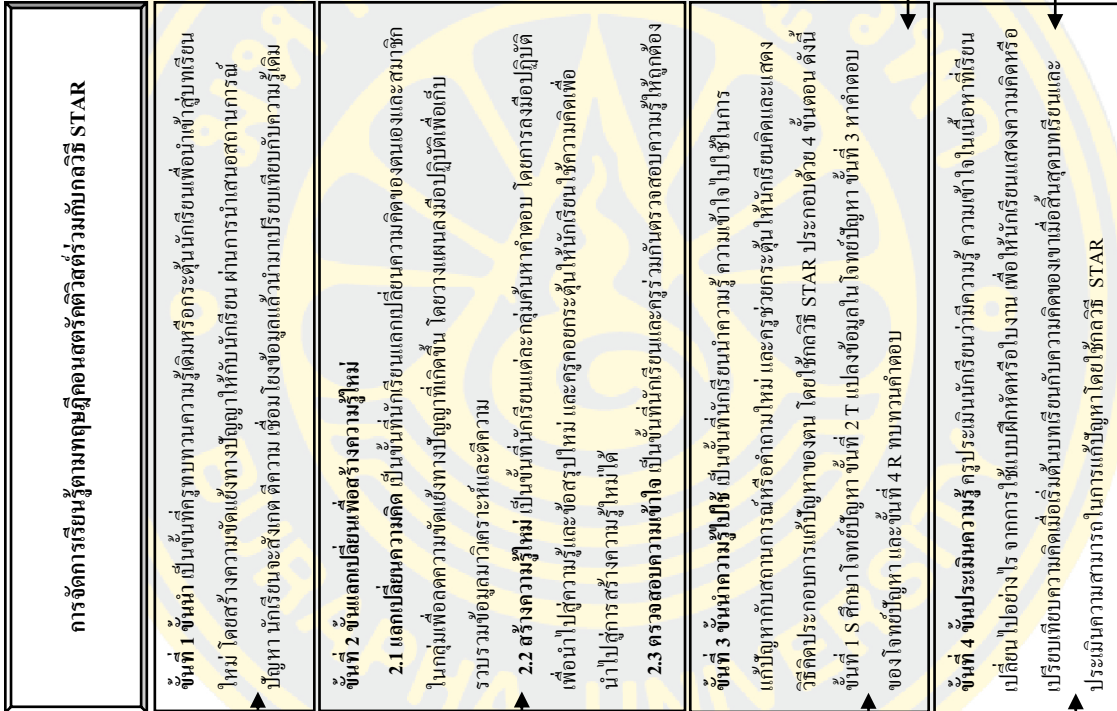 การจัดการเรียนรู้ตามทฤษฎีคอนสตรัคติวิสต์ร่วมกับกลวิธี STAR
ขั้นที่ 1 ขั้นนำ เป็นขั้นที่ครูทบทวนความรู้เดิมหรือกระตุ้นนักเรียนเพื่อนำเข้าสู่บทเรียน
ใหม่ โดยสร้างความขัดแย้งทางปัญญาให้กับนักเรียน ผ่านการนำเสนอสถานการณ์
ปัญหา นักเรียนจะสังเกต ตีความ เชื่อมโยงข้อมูลแล้วนำมาเปรียบเทียบกับความรู้เดิม
ขั้นที่ 2 ขั้นแลกเปลี่ยนเพื่อสร้างความรู้ใหม่
2.1 แลกเปลี่ยนความคิด เป็นขั้นที่นักเรียนแลกเปลี่ยนความคิดของตนเองและสมาชิก
ในกลุ่มเพื่อลดความขัดแย้งทางปัญญาที่เกิดขึ้น โดยวางแผนลงมือปฏิบัติเพื่อเก็บ
รวบรวมข้อมูลมาวิเคราะห์และตีความ
2.2 สร้างความรู้ใหม่ เป็นขั้นที่นักเรียนแต่ละกลุ่มค้นหาคำตอบ โดยการลงมือปฏิบัติ
เพื่อนำไปสู่ความรู้และข้อสรุปใหม่ และครูคอยกระตุ้นให้นักเรียนใช้ความคิดเพื่อ
นำไปสู่การสร้างความรู้ใหม่ได้
2.3 ตรวจสอบความเข้าใจ เป็นขั้นที่นักเรียนและครูร่วมกันตรวจสอบความรู้ให้ถูกต้อง
ขั้นที่ 3 ขั้นนำความรู้ไปใช้ เป็นขั้นที่นักเรียนนำความรู้ ความเข้าใจไปใช้ในการ
แก้ปัญหากับสถานการณ์หรือคำถามใหม่ และครูช่วยกระตุ้นให้นักเรียนคิดและแสดง
วิธีคิดประกอบการแก้ปัญหาของตน โดยใช้กลวิธี STAR ประกอบด้วย 4 ขั้นตอน ดังนี้
ขั้นที่ 1 S ศึกษาโจทย์ปัญหา ขั้นที่ 2 T แปลงข้อมูลในโจทย์ปัญหา ขั้นที่ 3 หาคำตอบ
ของโจทย์ปัญหา และขั้นที่ 4 R ทบทวนคำตอบ
ขั้นที่ 4 ขั้นประเมินความรู้ ครูประเมินนักเรียนว่ามีความรู้ ความเข้าใจในเนื้อหาที่เรียน
เปลี่ยนไปอย่างไร จากการใช้แบบฝึกหัดหรือใบงาน เพื่อให้นักเรียนแสดงความคิดหรือ
เปรียบเทียบความคิดเมื่อเริ่มต้นบทเรียนกับความคิดของเขาเมื่อสิ้นสุดบทเรียนและ
ประเมินความสามารถในการแก้ปัญหาโดยใช้กลวิธี STAR